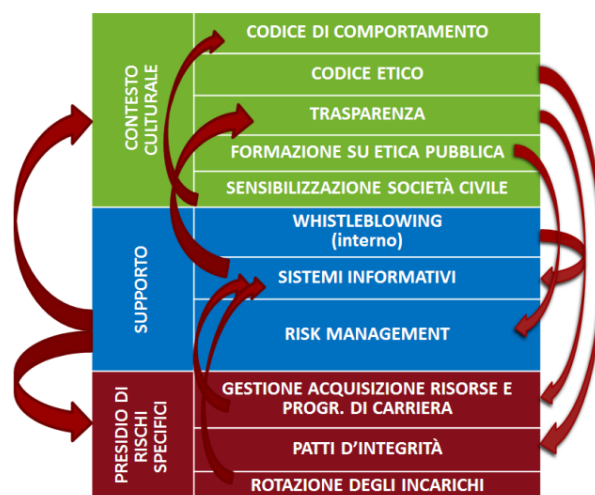 CONTESTO
CULTURALE
CODICE DI COMPORTAMENTO
CODICE ETICO
TRASPARENZA
FORMAZIONE SU ETICA PUBBLICA
SENSIBILIZZAZIONE SOCIETÀ CIVILE
SUPPORTO
WHISTLEBLOWING
(interno)
SISTEMI INFORMATIVI
RISK MANAGEMENT
PRESIDIO DI
RISCHI
SPECIFICI
GESTIONE ACQUISIZIONE RISORSE E
PROGR. DI CARRIERA
PATTI D'INTEGRITÀ
ROTAZIONE DEGLI INCARICHI